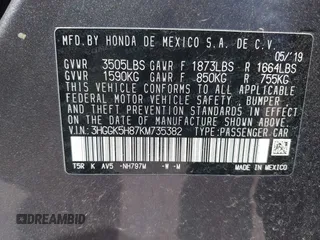 MFD. BY HONDA DE MEXICO S.A. DE C.V.
05/'19
GVWR 3505LBS GAWR F 1873LBS R 1664LBS
GVWR 1590KG GAWR F 850KG R 755KG
THIS VEHICLE CONFORMS TO ALL APPLICABLE
FEDERAL MOTOR VEHICLE SAFETY, BUMPER
AND THEFT PREVENTION STANDARDS IN EFFECT
ON THE DATE OF MANUFACTURE SHOWN ABOVE.
V.I.N: 3HGGK5H87KM735382 TYPE:PASSENGER CAR
T5R K AV5 -NH797M -W -M MADE IN MEXICO
© DREAMBID